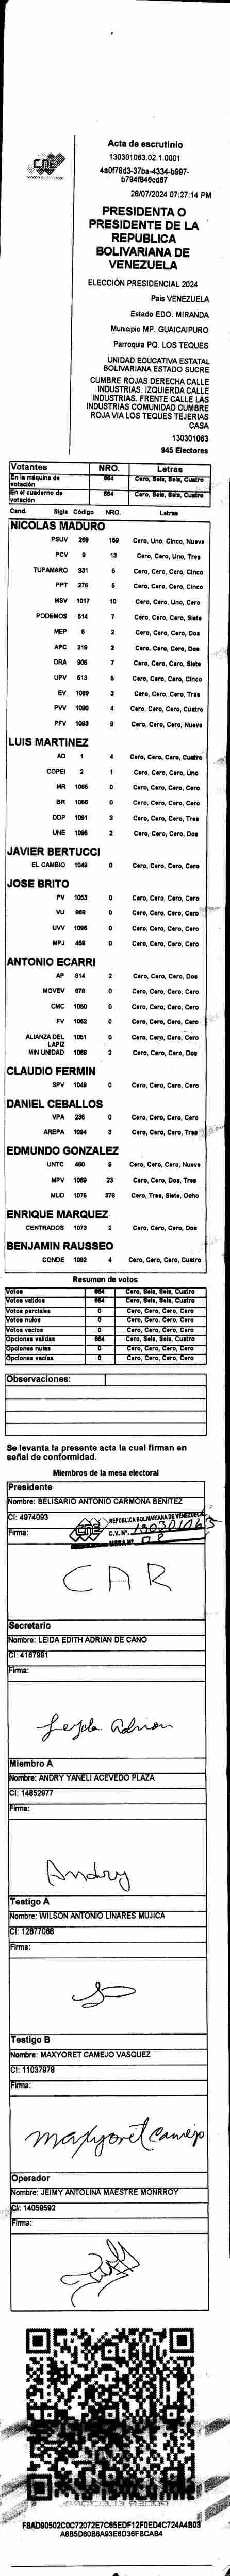 CNE
Acta de escrutinio
130301063.02.1.0001
4a0f78d3-37ba-4334-b997-
b794f846cd67
28/07/2024 07:27:14 PM
PRESIDENTA O
PRESIDENTE DE LA
REPUBLICA
BOLIVARIANA DE
VENEZUELA
ELECCIÓN PRESIDENCIAL 2024
País VENEZUELA
Estado EDO. MIRANDA
Municipio MP. GUAICAIPURO
Parroquia PQ. LOS TEQUES
UNIDAD EDUCATIVA ESTATAL
BOLIVARIANA ESTADO SUCRE
CUMBRE ROJAS DERECHA CALLE
INDUSTRIAS. IZQUIERDA CALLE
INDUSTRIAS. FRENTE CALLE LAS
INDUSTRIAS COMUNIDAD CUMBRE
ROJA VIA LOS TEQUES TEJERIAS
CASA
130301063
945 Electores
Votantes NRO. Letras
En la máquina de votación 664 Cero, Seis, Seis, Cuatro
En el cuaderno de votación 664 Cero, Seis, Seis, Cuatro
Cand. Sigla Código NRO. Letras
NICOLAS MADURO
PSUV 269 159 Cero, Uno, Cinco, Nueve
PCV 9 13 Cero, Cero, Uno, Tres
TUPAMARO 931 5 Cero, Cero, Cero, Cinco
PPT 276 5 Cero, Cero, Cero, Cinco
MSV 1017 10 Cero, Cero, Uno, Cero
PODEMOS 514 7 Cero, Cero, Cero, Siete
MEP 6 2 Cero, Cero, Cero, Dos
APC 219 2 Cero, Cero, Cero, Dos
ORA 906 7 Cero, Cero, Cero, Siete
UPV 513 5 Cero, Cero, Cero, Cinco
EV 1089 3 Cero, Cero, Cero, Tres
PVV 1090 4 Cero, Cero, Cero, Cuatro
PFV 1093 9 Cero, Cero, Cero, Nueve
LUIS MARTINEZ
AD 1 4 Cero, Cero, Cero, Cuatro
COPEI 2 1 Cero, Cero, Cero, Uno
MR 1065 0 Cero, Cero, Cero, Cero
BR 1066 0 Cero, Cero, Cero, Cero
DDP 1091 3 Cero, Cero, Cero, Tres
UNE 1095 2 Cero, Cero, Cero, Dos
JAVIER BERTUCCI
EL CAMBIO 1048 0 Cero, Cero, Cero, Cero
JOSE BRITO
PV 1053 0 Cero, Cero, Cero, Cero
VU 968 0 Cero, Cero, Cero, Cero
UVV 1096 0 Cero, Cero, Cero, Cero
MPJ 458 0 Cero, Cero, Cero, Cero
ANTONIO ECARRI
AP 814 2 Cero, Cero, Cero, Dos
MOVEV 878 0 Cero, Cero, Cero, Cero
CMC 1050 0 Cero, Cero, Cero, Cero
FV 1062 0 Cero, Cero, Cero, Cero
ALIANZA DEL LAPIZ 1061 0 Cero, Cero, Cero, Cero
MIN UNIDAD 1068 2 Cero, Cero, Cero, Dos
CLAUDIO FERMIN
SPV 1049 0 Cero, Cero, Cero, Cero
DANIEL CEBALLOS
VPA 236 0 Cero, Cero, Cero, Cero
AREPA 1094 3 Cero, Cero, Cero, Tres
EDMUNDO GONZALEZ
UNTC 460 9 Cero, Cero, Cero, Nueve
MPV 1069 23 Cero, Cero, Dos, Tres
MUD 1075 378 Cero, Tres, Siete, Ocho
ENRIQUE MARQUEZ
CENTRADOS 1073 2 Cero, Cero, Cero, Dos
BENJAMIN RAUSSEO
CONDE 1092 4 Cero, Cero, Cero, Cuatro
Resumen de votos
Votos 664 Cero, Seis, Seis, Cuatro
Votos validos 664 Cero, Seis, Seis, Cuatro
Votos parciales 0 Cero, Cero, Cero, Cero
Votos nulos 0 Cero, Cero, Cero, Cero
Votos vacios 0 Cero, Cero, Cero, Cero
Opciones validas 664 Cero, Seis, Seis, Cuatro
Opciones nulas 0 Cero, Cero, Cero, Cero
Opciones vacias 0 Cero, Cero, Cero, Cero
Observaciones:
Se levanta la presente acta la cual firman en
señal de conformidad.
Miembros de la mesa electoral
Presidente
Nombre: BELISARIO ANTONIO CARMONA BENITEZ
CI: 4974093
REPUBLICA BOLIVARIANA DE VENEZUELA
Firma:
CNE
C.V. Nº. 130301063
MESA Nº 02
CAR
Secretario
Nombre: LEIDA EDITH ADRIAN DE CANO
CI: 4167991
Firma:
Leyda Adrian
Miembro A
Nombre: ANDRY YANELI ACEVEDO PLAZA
CI: 14852977
Firma:
Andry
Testigo A
Nombre: WILSON ANTONIO LINARES MUJICA
CI: 12877068
Firma:
Testigo B
Nombre: MAXYORET CAMEJO VASQUEZ
CI: 11037978
Firma:
Maxyoret Camejo
Operador
Nombre: JEIMY ANTOLINA MAESTRE MONRROY
CI: 14059592
Firma:
F8AD90502C0C72072E7C65EDF12F0ED4C724A4B03
A8B5D60B6A93E6D36FBCAB4